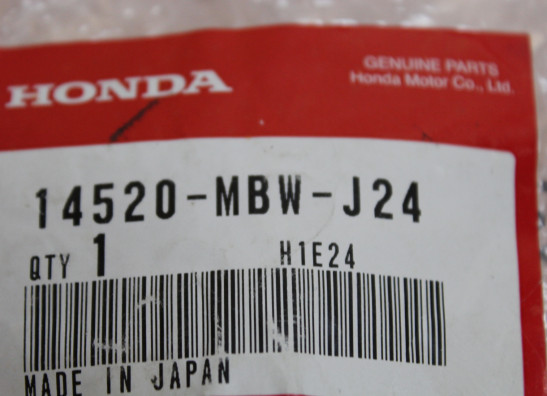 HONDA
GENUINE PARTS
Honda Motor Co., Ltd.
14520-MBW-J24
QTY 1 H1E24
MADE IN JAPAN